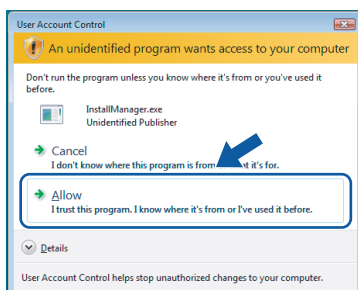 User Account Control
An unidentified program wants access to your computer
Don't run the program unless you know where it's from or you've used it
before.
InstallManager.exe
Unidentified Publisher
Cancel
I don't know where this program is from it's for.
Allow
I trust this program. I know where it's from or I've used it before.
Details
User Account Control helps stop unauthorized changes to your computer.